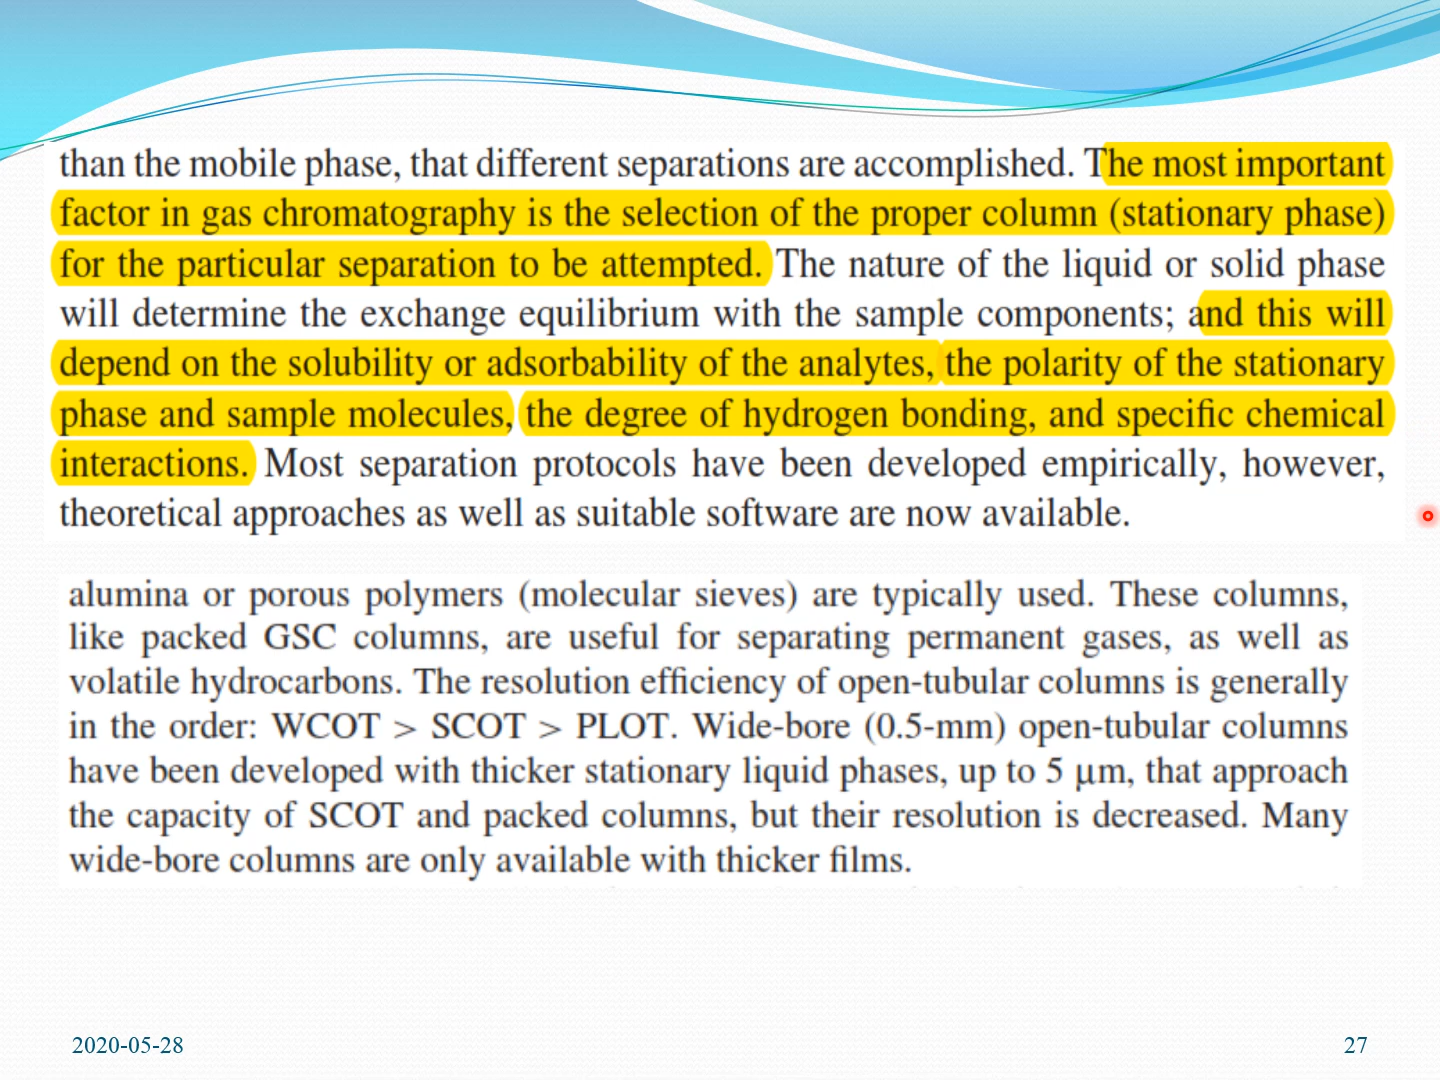 than the mobile phase, that different separations are accomplished. The most important
factor in gas chromatography is the selection of the proper column (stationary phase)
for the particular separation to be attempted. The nature of the liquid or solid phase
will determine the exchange equilibrium with the sample components; and this will
depend on the solubility or adsorbability of the analytes, the polarity of the stationary
phase and sample molecules, the degree of hydrogen bonding, and specific chemical
interactions. Most separation protocols have been developed empirically, however,
theoretical approaches as well as suitable software are now available.
alumina or porous polymers (molecular sieves) are typically used. These columns,
like packed GSC columns, are useful for separating permanent gases, as well as
volatile hydrocarbons. The resolution efficiency of open-tubular columns is generally
in the order: WCOT > SCOT > PLOT. Wide-bore (0.5-mm) open-tubular columns
have been developed with thicker stationary liquid phases, up to 5 μm, that approach
the capacity of SCOT and packed columns, but their resolution is decreased. Many
wide-bore columns are only available with thicker films.
2020-05-28
27